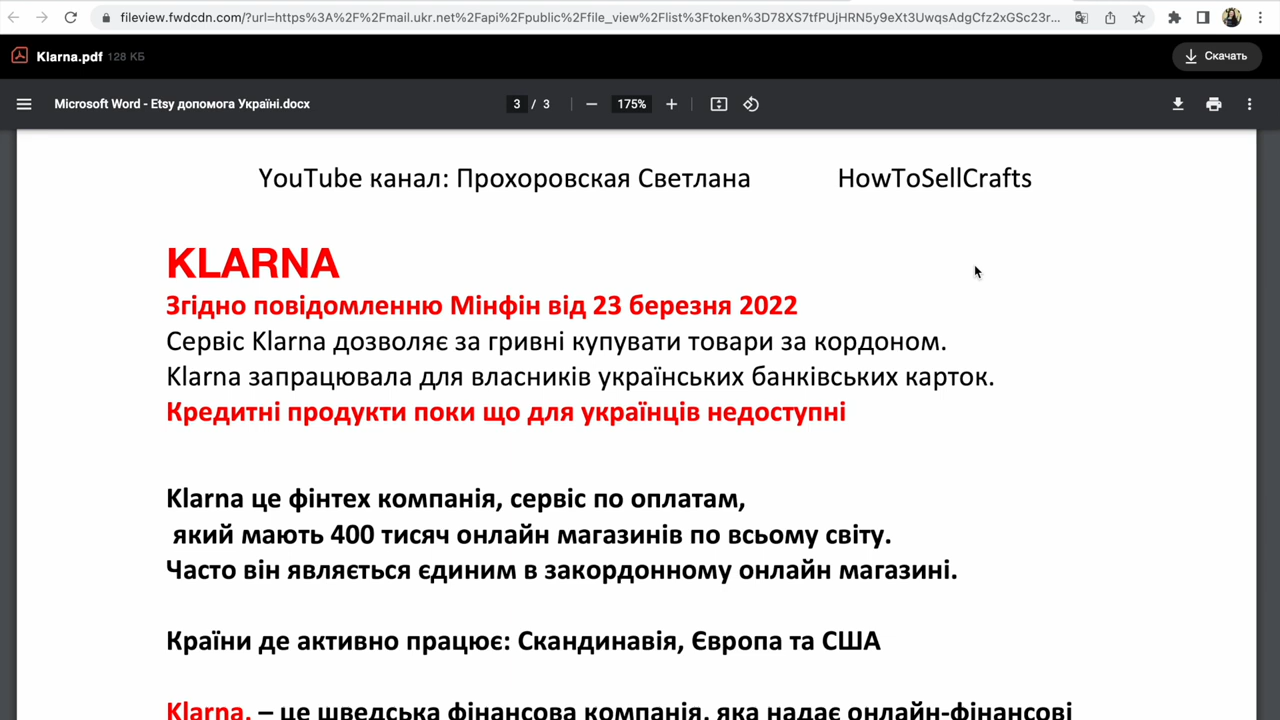 fileview.fwdcdn.com/?url=https%3A%2F%2Fmail.ukr.net%2Fapi%2Fpublic%2Ffile_view%2Flist%3Ftoken%3D78XS7tfPUjHRN5y9eXt3UwqsAdgCfz2xGSc23r...
Klarna.pdf 128 КБ
Скачать
Microsoft Word - Etsy допомога Україні.docx
3 / 3
175%
YouTube канал: Прохоровская Светлана HowToSellCrafts
KLARNA
Згідно повідомленню Мінфін від 23 березня 2022
Сервіс Klarna дозволяє за гривні купувати товари за кордоном.
Klarna запрацювала для власників українських банківських карток.
Кредитні продукти поки що для українців недоступні
Klarna це фінтех компанія, сервіс по оплатам,
який мають 400 тисяч онлайн магазинів по всьому світу.
Часто він являється єдиним в закордонному онлайн магазині.
Країни де активно працює: Скандинавія, Європа та США
Klarna. – це шведська фінансова компанія, яка надає онлайн-фінансові